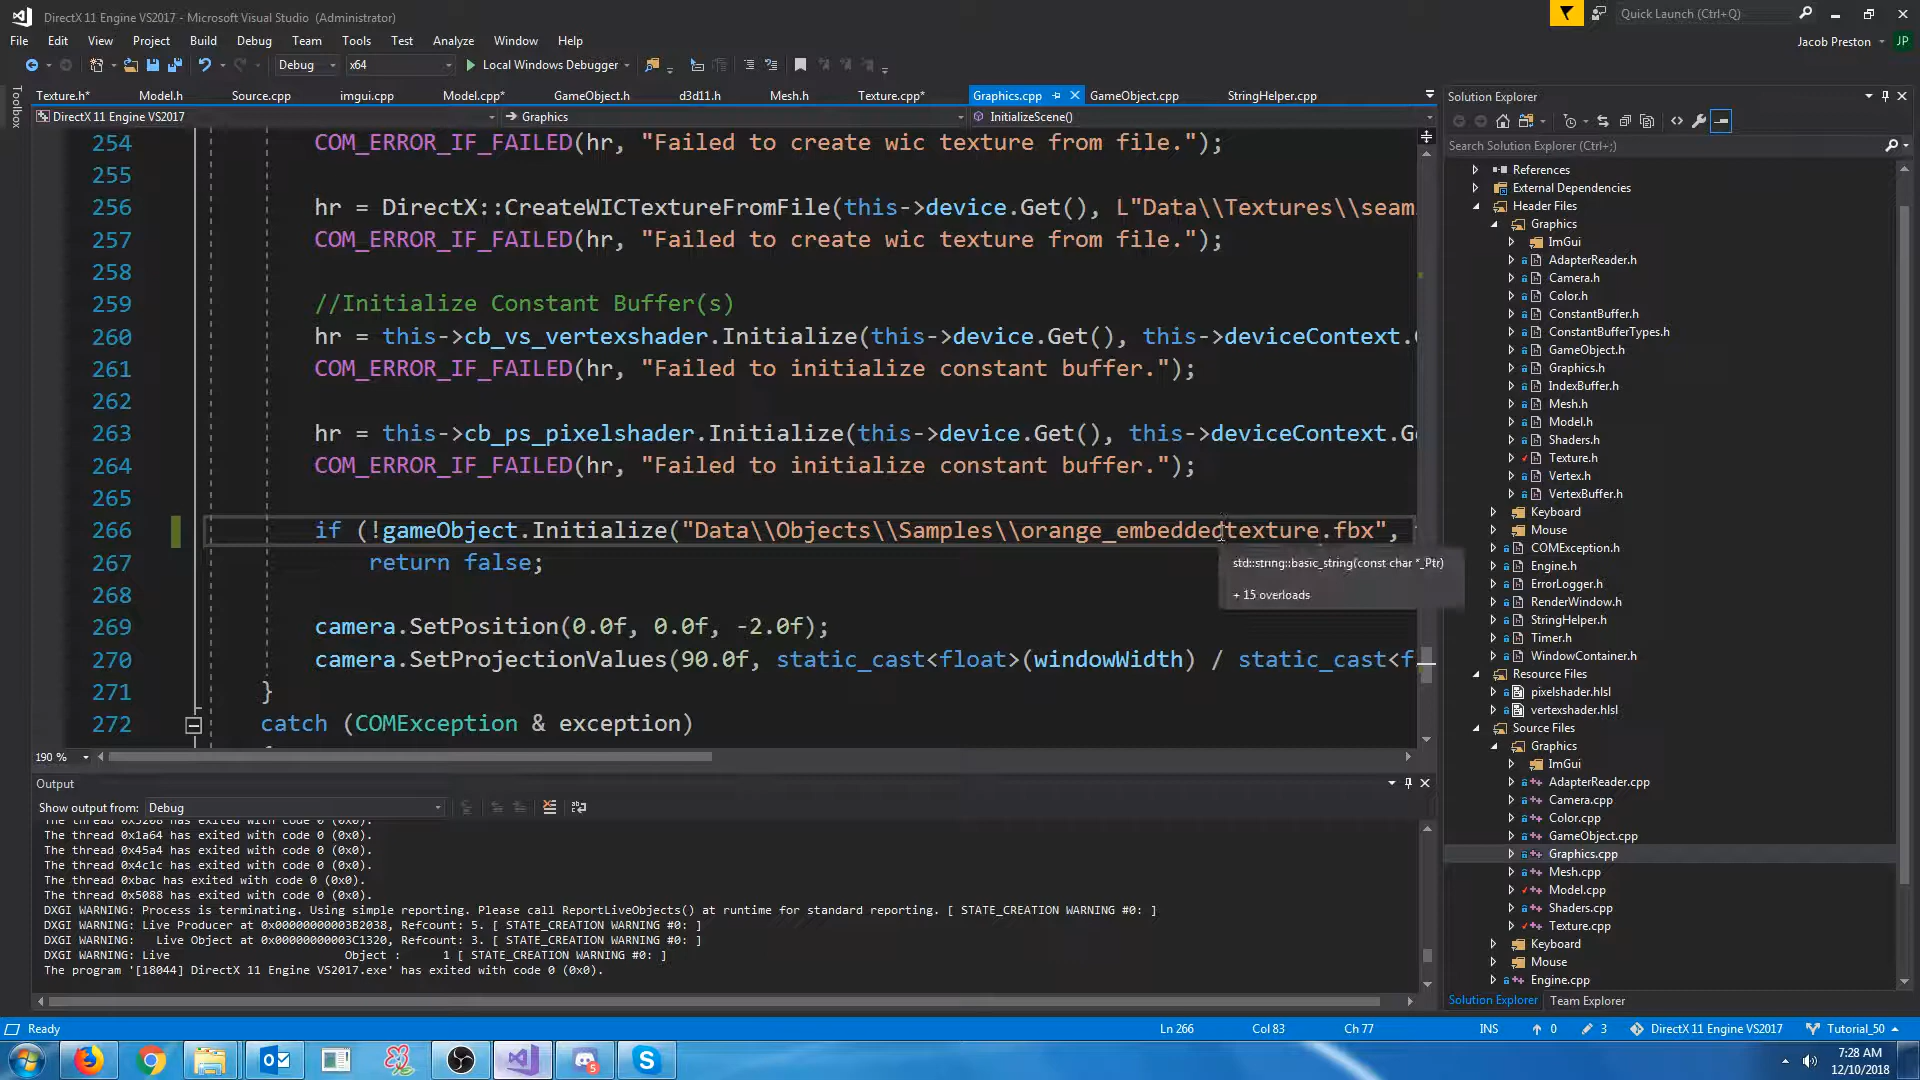 DirectX 11 Engine VS2017 - Microsoft Visual Studio (Administrator)
Quick Launch (Ctrl+Q)
File Edit View Project Build Debug Team Tools Test Analyze Window Help
Jacob Preston JP
Debug x64 Local Windows Debugger
Toolbox
Texture.h* Model.h Source.cpp imgui.cpp Model.cpp* GameObject.h d3d11.h Mesh.h Texture.cpp* Graphics.cpp GameObject.cpp StringHelper.cpp
DirectX 11 Engine VS2017 Graphics InitializeScene()
254 COM_ERROR_IF_FAILED(hr, "Failed to create wic texture from file.");
255
256 hr = DirectX::CreateWICTextureFromFile(this->device.Get(), L"Data\\Textures\\seam
257 COM_ERROR_IF_FAILED(hr, "Failed to create wic texture from file.");
258
259 //Initialize Constant Buffer(s)
260 hr = this->cb_vs_vertexshader.Initialize(this->device.Get(), this->deviceContext.
261 COM_ERROR_IF_FAILED(hr, "Failed to initialize constant buffer.");
262
263 hr = this->cb_ps_pixelshader.Initialize(this->device.Get(), this->deviceContext.Ge
264 COM_ERROR_IF_FAILED(hr, "Failed to initialize constant buffer.");
265
266 if (!gameObject.Initialize("Data\\Objects\\Samples\\orange_embeddedtexture.fbx",
267 return false;
268
269 camera.SetPosition(0.0f, 0.0f, -2.0f);
270 camera.SetProjectionValues(90.0f, static_cast<float>(windowWidth) / static_cast<f
271 }
272 catch (COMException & exception)
std::string::basic_string(const char *_Ptr)
+ 15 overloads
190 %
Output
Show output from: Debug
The thread 0x5208 has exited with code 0 (0x0).
The thread 0x1a64 has exited with code 0 (0x0).
The thread 0x45a4 has exited with code 0 (0x0).
The thread 0x4c1c has exited with code 0 (0x0).
The thread 0xbac has exited with code 0 (0x0).
The thread 0x5088 has exited with code 0 (0x0).
DXGI WARNING: Process is terminating. Using simple reporting. Please call ReportLiveObjects() at runtime for standard reporting. [ STATE_CREATION WARNING #0: ]
DXGI WARNING: Live Producer at 0x00000000003B2038, Refcount: 5. [ STATE_CREATION WARNING #0: ]
DXGI WARNING: Live Object at 0x00000000003C1320, Refcount: 3. [ STATE_CREATION WARNING #0: ]
DXGI WARNING: Live Object : 1 [ STATE_CREATION WARNING #0: ]
The program '[18044] DirectX 11 Engine VS2017.exe' has exited with code 0 (0x0).
Solution Explorer
Search Solution Explorer (Ctrl+;)
References
External Dependencies
Header Files
Graphics
ImGui
AdapterReader.h
Camera.h
Color.h
ConstantBuffer.h
ConstantBufferTypes.h
GameObject.h
Graphics.h
IndexBuffer.h
Mesh.h
Model.h
Shaders.h
Texture.h
Vertex.h
VertexBuffer.h
Keyboard
Mouse
COMException.h
Engine.h
ErrorLogger.h
RenderWindow.h
StringHelper.h
Timer.h
WindowContainer.h
Resource Files
pixelshader.hlsl
vertexshader.hlsl
Source Files
Graphics
ImGui
AdapterReader.cpp
Camera.cpp
Color.cpp
GameObject.cpp
Graphics.cpp
Mesh.cpp
Model.cpp
Shaders.cpp
Texture.cpp
Keyboard
Mouse
Engine.cpp
Solution Explorer Team Explorer
Ready Ln 266 Col 83 Ch 77 INS 0 3 DirectX 11 Engine VS2017 Tutorial_50
7:28 AM
12/10/2018